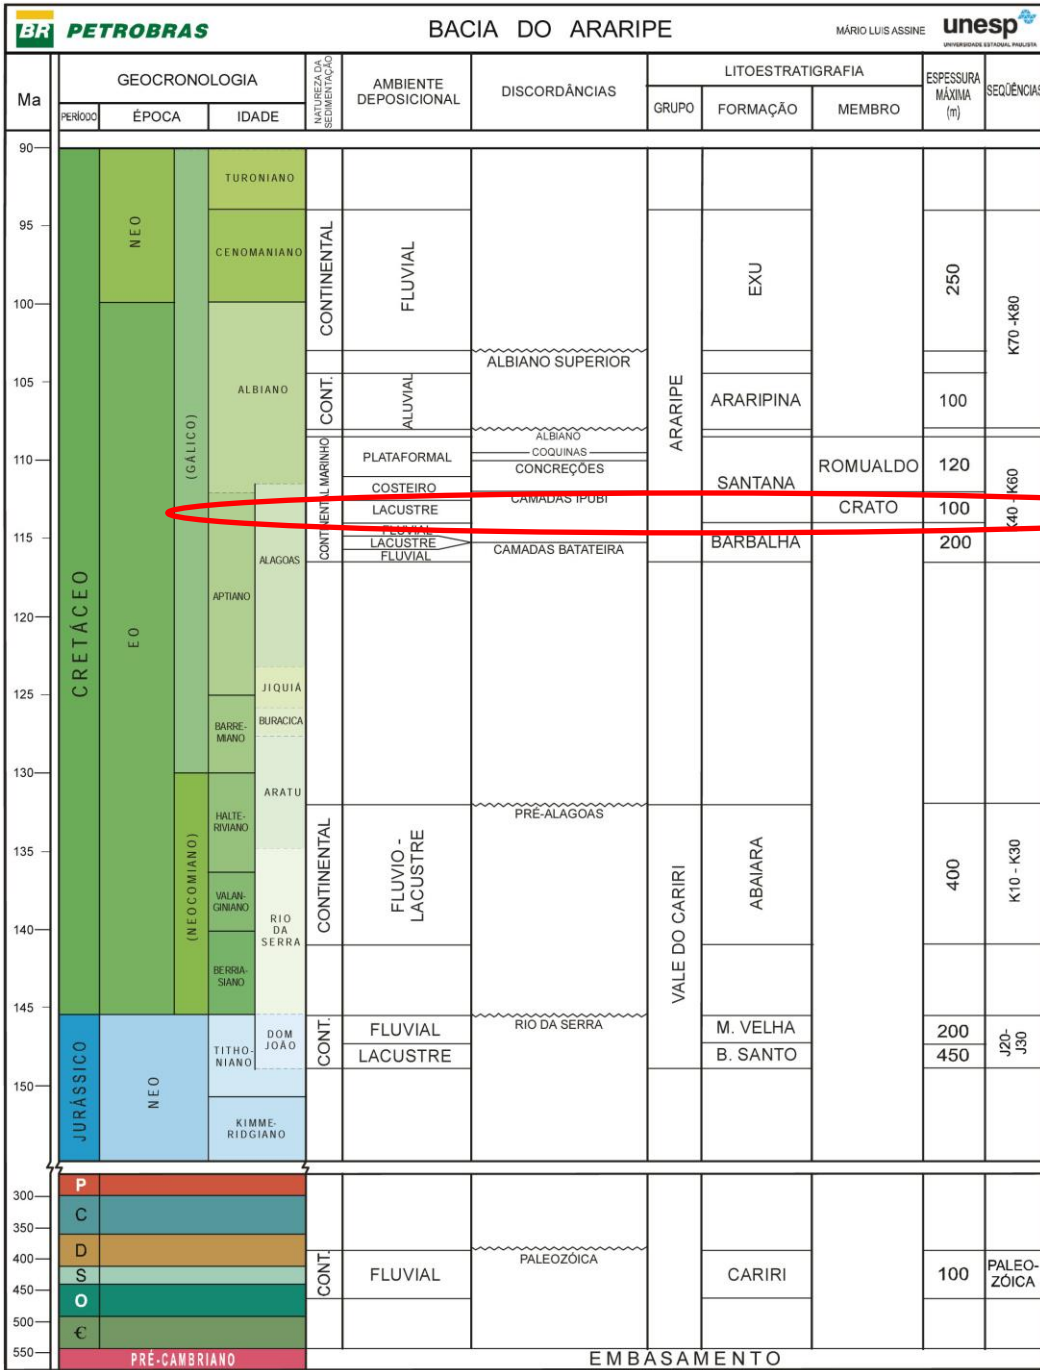 BR PETROBRAS
BACIA DO ARARIPE
MÁRIO LUIS ASSINE
unesp
UNIVERSIDADE ESTADUAL PAULISTA
Ma
GEOCRONOLOGIA
PERÍODO
ÉPOCA
IDADE
NATUREZA DA
SEDIMENTAÇÃO
AMBIENTE
DEPOSICIONAL
DISCORDÂNCIAS
LITOESTRATIGRAFIA
GRUPO
FORMAÇÃO
MEMBRO
ESPESSURA
MÁXIMA
(m)
SEQÜÊNCIAS
90
95
100
105
110
115
120
125
130
135
140
145
150
300
350
400
450
500
550
CRETÁCEO
JURÁSSICO
P
C
D
S
O
Є
PRÉ-CAMBRIANO
NEO
EO
NEO
(GÁLICO)
(NEOCOMIANO)
TURONIANO
CENOMANIANO
ALBIANO
APTIANO
BARRE-
MIANO
HALTE-
RIVIANO
VALAN-
GINIANO
BERRIA-
SIANO
TITHO-
NIANO
KIMME-
RIDGIANO
ALAGOAS
JIQUIÁ
BURACICA
ARATU
RIO
DA
SERRA
DOM
JOÃO
CONTINENTAL
CONT.
MARINHO
CONTINENTAL
CONTINENTAL
CONT.
CONT.
FLUVIAL
ALUVIAL
PLATAFORMAL
COSTEIRO
LACUSTRE
FLUVIAL
LACUSTRE
FLUVIAL
FLUVIO -
LACUSTRE
FLUVIAL
LACUSTRE
FLUVIAL
ALBIANO SUPERIOR
ALBIANO
COQUINAS
CONCREÇÕES
CAMADAS IPUBI
CAMADAS BATATEIRA
PRÉ-ALAGOAS
RIO DA SERRA
PALEOZÓICA
ARARIPE
VALE DO CARIRI
EXU
ARARIPINA
SANTANA
BARBALHA
ABAIARA
M. VELHA
B. SANTO
CARIRI
ROMUALDO
CRATO
250
100
120
100
200
400
200
450
100
K70 -K80
K40 - K60
K10 - K30
J20-
J30
PALEO-
ZÓICA
EMBASAMENTO